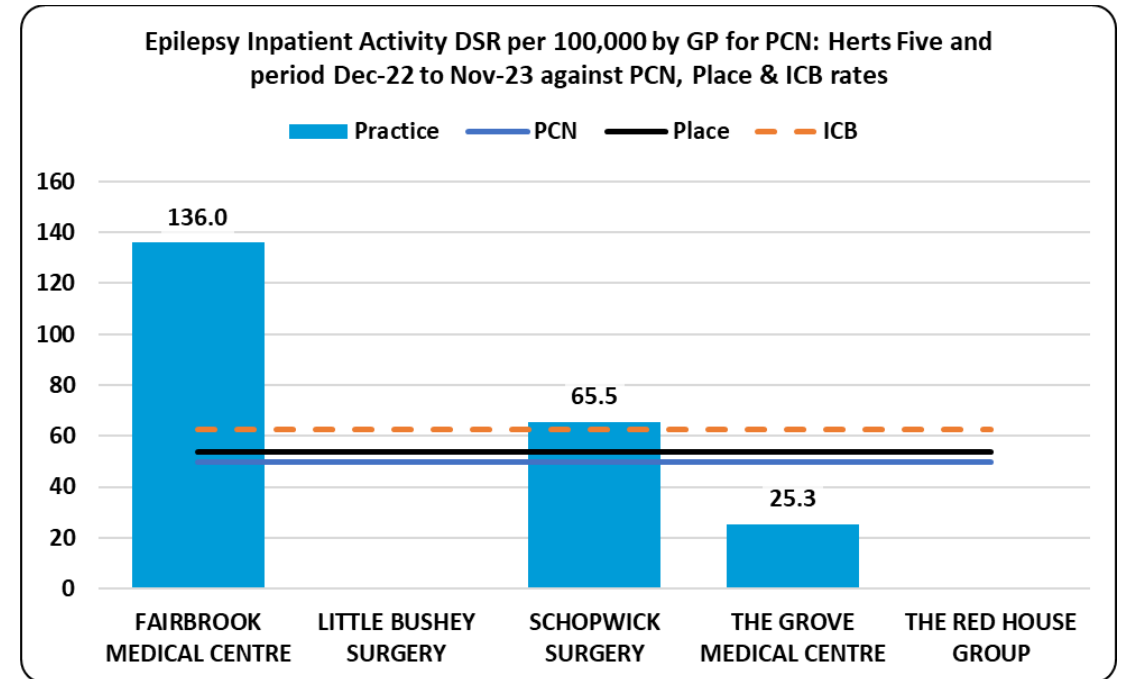 Epilepsy Inpatient Activity DSR per 100,000 by GP for PCN: Herts Five and
period Dec-22 to Nov-23 against PCN, Place & ICB rates
Practice PCN Place ICB
160
140
120
100
80
60
40
20
0
136.0
65.5
25.3
FAIRBROOK
MEDICAL CENTRE
LITTLE BUSHEY
SURGERY
SCHOPWICK
SURGERY
THE GROVE
MEDICAL CENTRE
THE RED HOUSE
GROUP